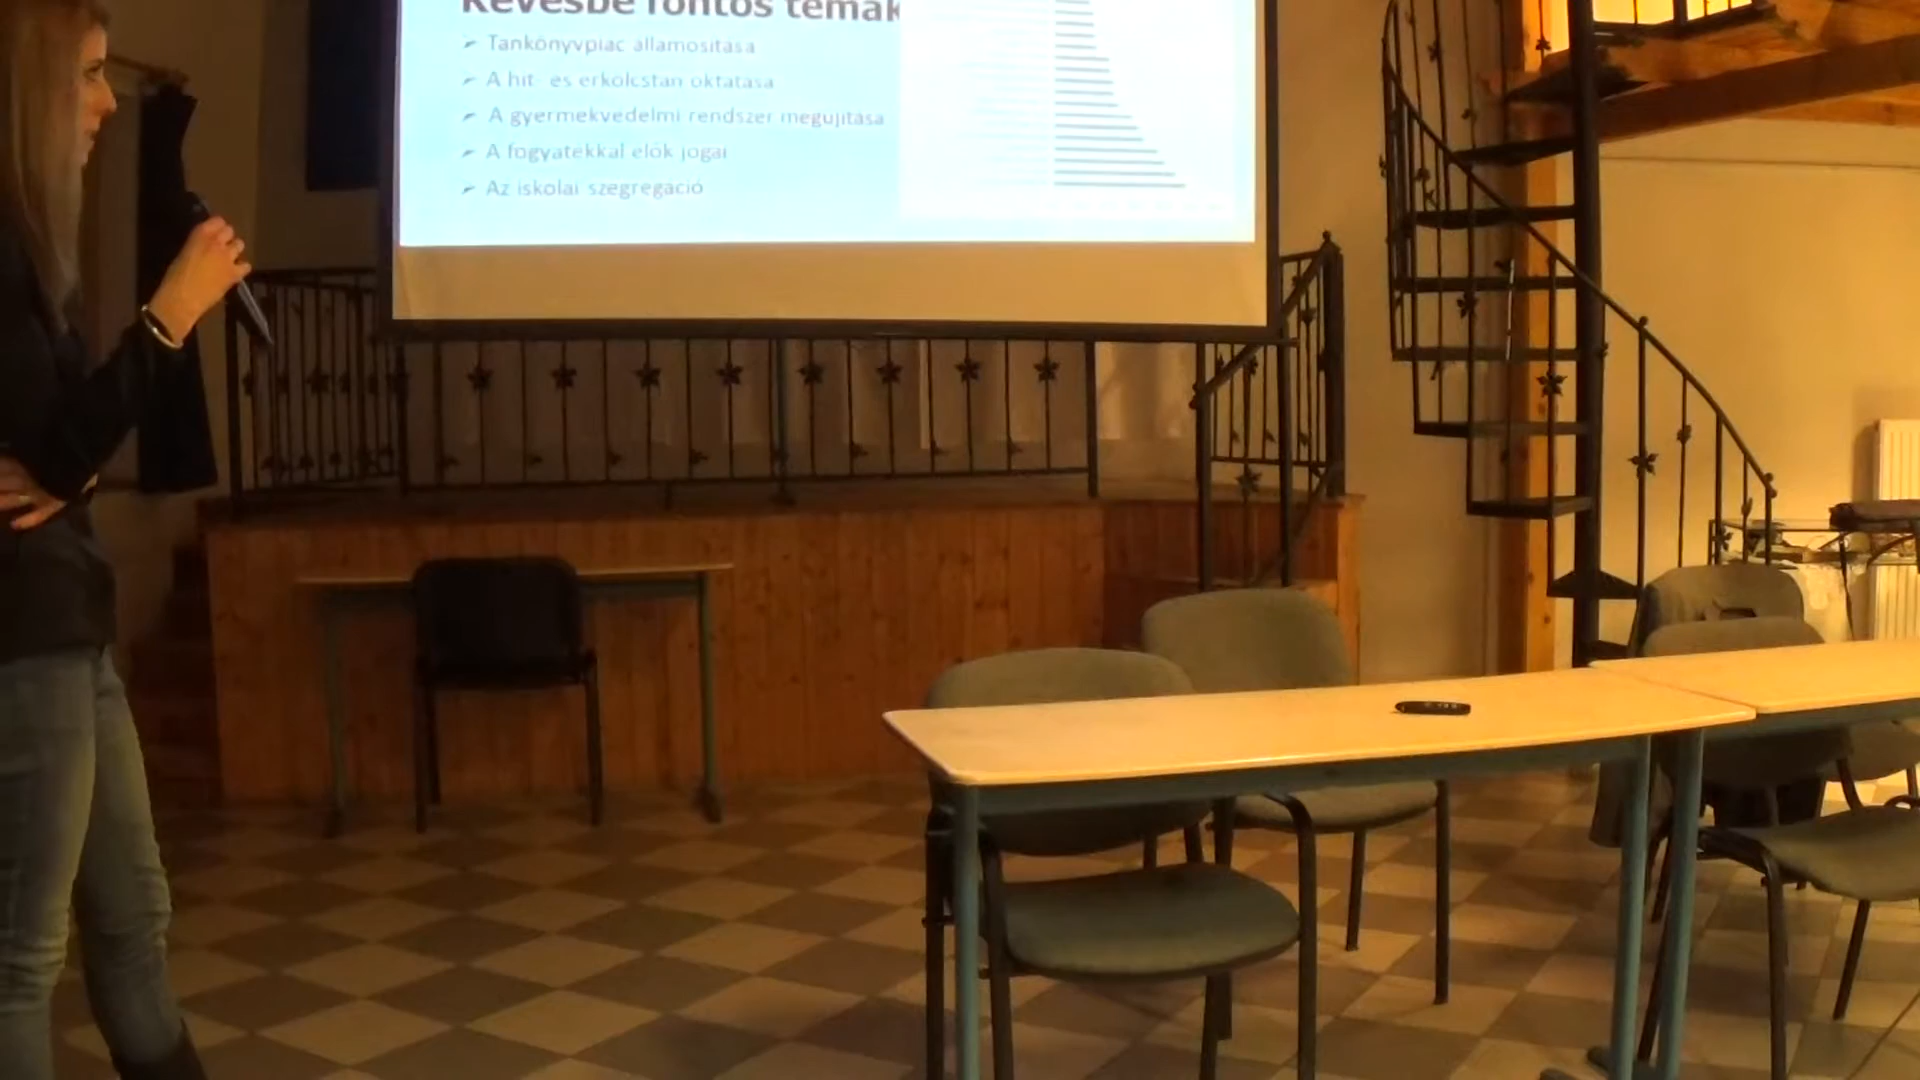 Kevésbé fontos témák
Tankönyvpiac államosítása
A hit- és erkölcstan oktatása
A gyermekvédelmi rendszer megújítása
A fogyatékkal élők jogai
Az iskolai szegregáció